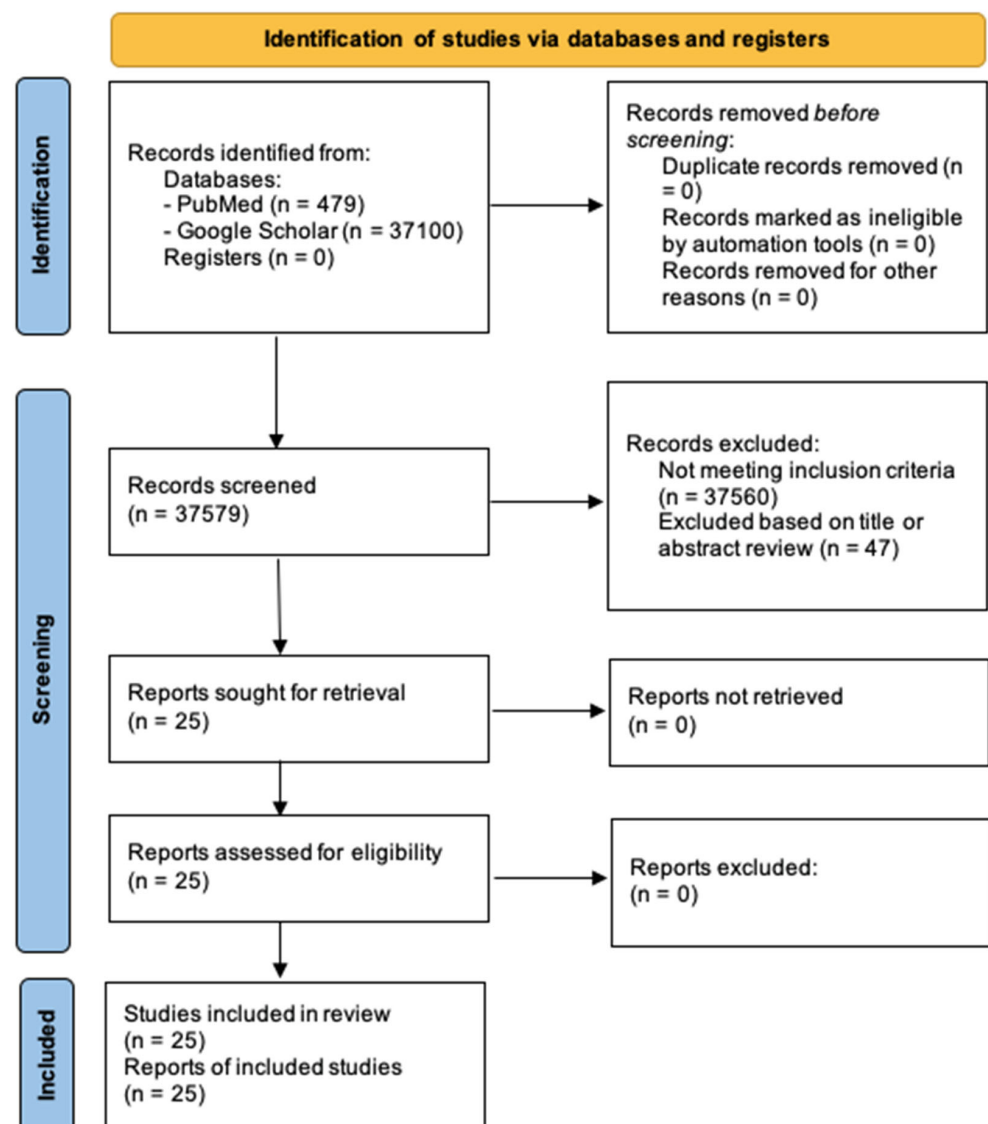 Identification of studies via databases and registers
Identification
Records identified from:
Databases:
- PubMed (n = 479)
- Google Scholar (n = 37100)
Registers (n = 0)
Records removed before
screening:
Duplicate records removed (n
= 0)
Records marked as ineligible
by automation tools (n = 0)
Records removed for other
reasons (n = 0)
Screening
Records screened
(n = 37579)
Records excluded:
Not meeting inclusion criteria
(n = 37560)
Excluded based on title or
abstract review (n = 47)
Reports sought for retrieval
(n = 25)
Reports not retrieved
(n = 0)
Reports assessed for eligibility
(n = 25)
Reports excluded:
(n = 0)
Included
Studies included in review
(n = 25)
Reports of included studies
(n = 25)